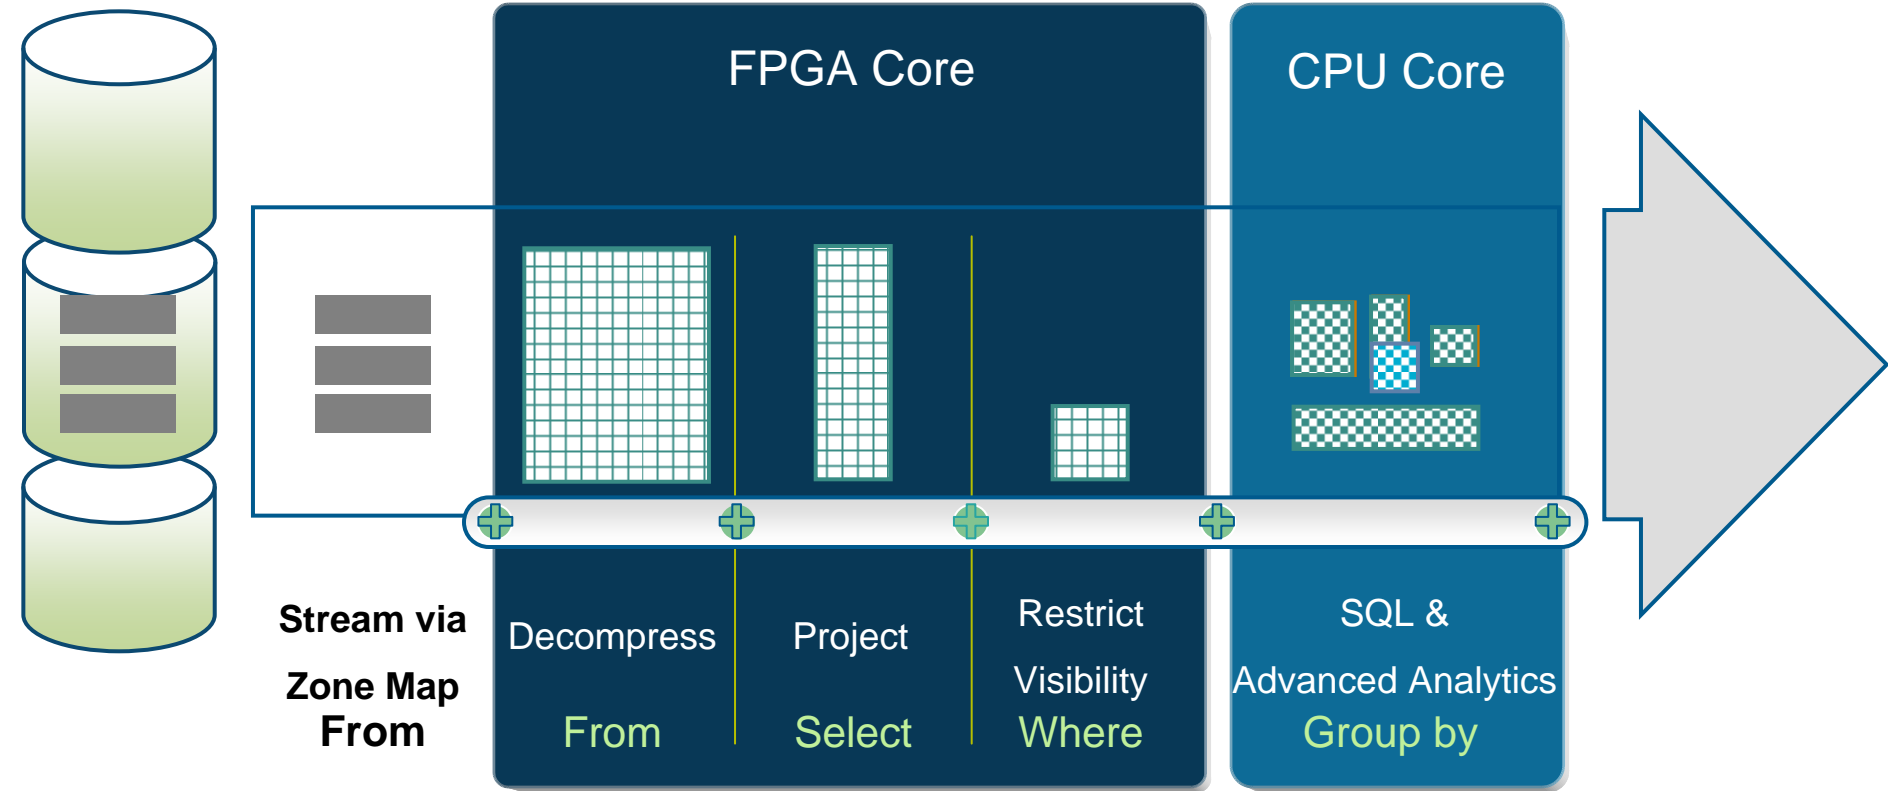 FPGA Core
CPU Core
Stream via
Zone Map
From
Decompress
From
Project
Select
Restrict
Visibility
Where
SQL &
Advanced Analytics
Group by